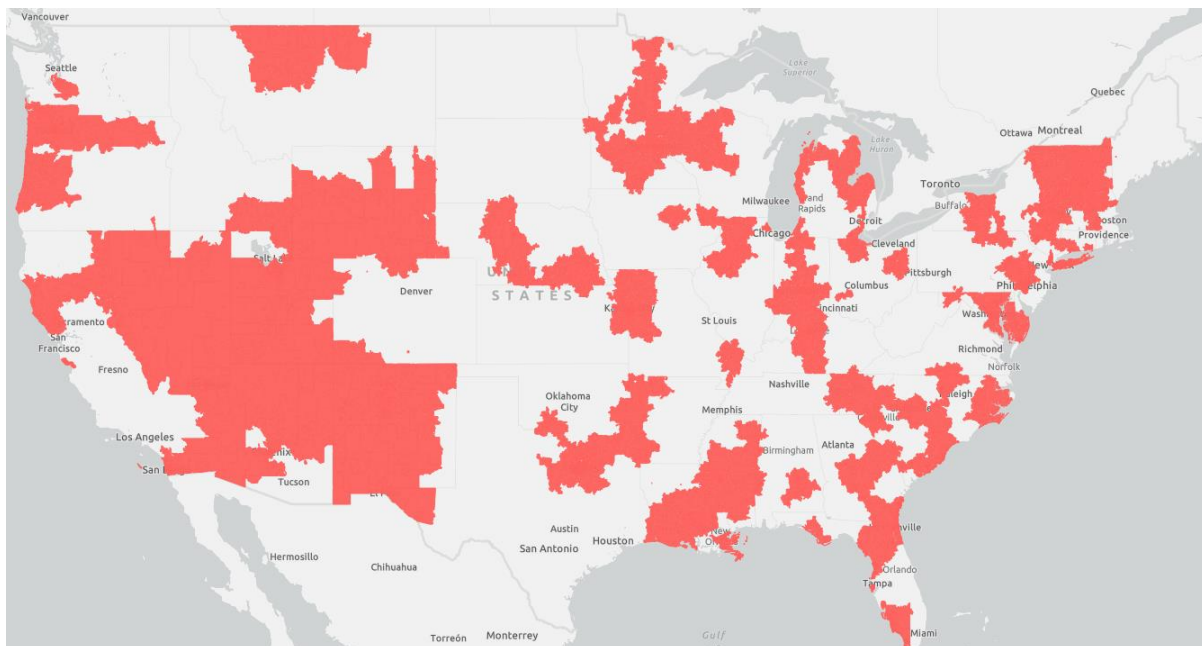 Vancouver
Seattle
Lake
Superior
Quebec
Ottawa
Montreal
Lake
Huron
Toronto
Milwaukee
Rapids
Buffalo
Detroit
Providence
Chicago
Cleveland
Denver
STATES
Columbus
Philadelphia
Sacramento
San
Francisco
St Louis
Richmond
Norfolk
Fresno
Nashville
Oklahoma
City
Memphis
Los Angeles
Birmingham
Atlanta
San
Tucson
Austin
Houston
San Antonio
New
Orlando
Hermosillo
Chihuahua
Tampa
Miami
Torreón
Monterrey
Gulf